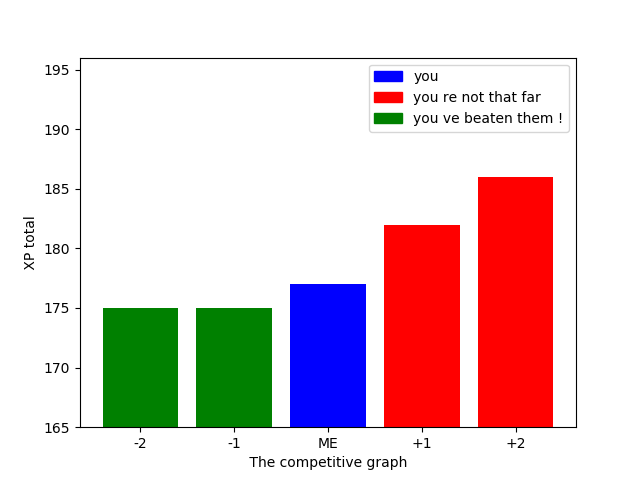 195
190
185
180
175
170
165
XP total
-2 -1 ME +1 +2
The competitive graph
you
you re not that far
you ve beaten them !